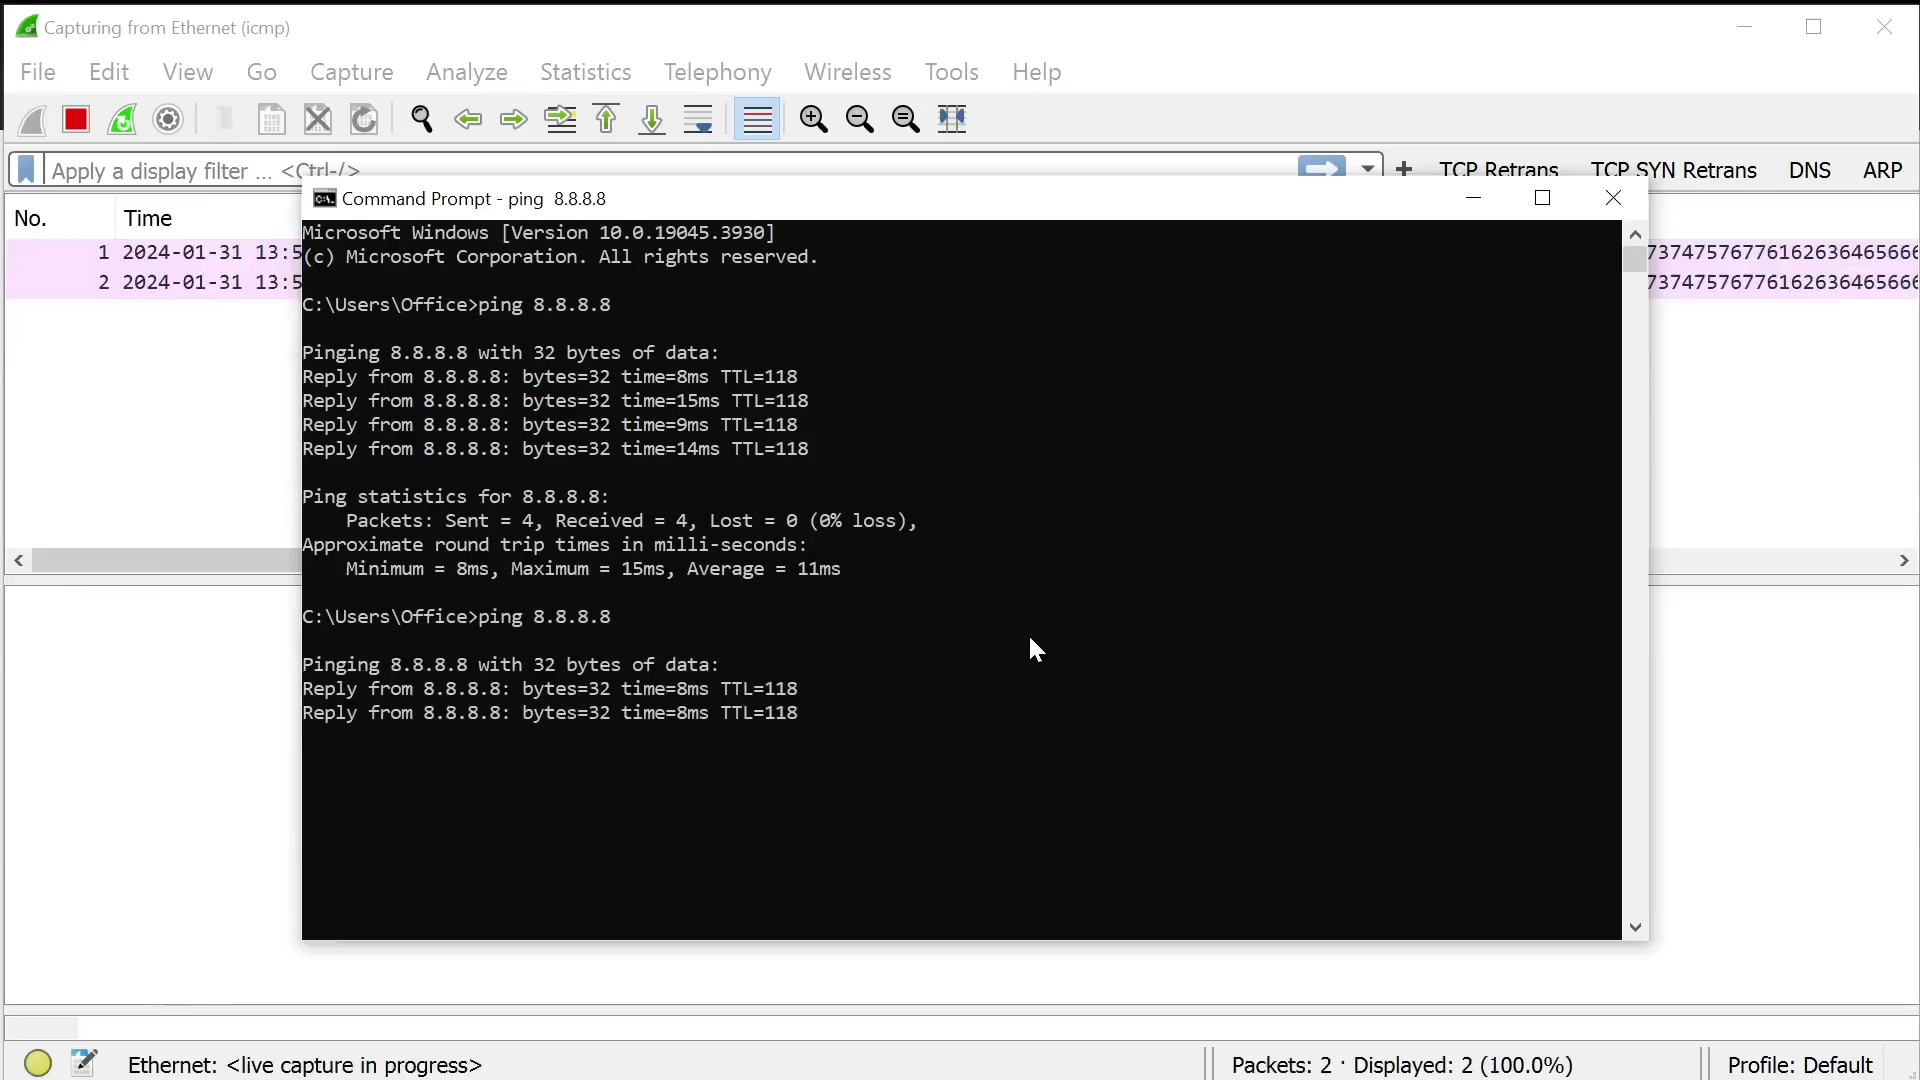 Capturing from Ethernet (icmp)
File Edit View Go Capture Analyze Statistics Telephony Wireless Tools Help
Apply a display filter ... <Ctrl-/>
+ TCP Retrans TCP SYN Retrans DNS ARP
Command Prompt - ping 8.8.8.8
No. Time
1 2024-01-31 13:5
2 2024-01-31 13:5
Microsoft Windows [Version 10.0.19045.3930]
(c) Microsoft Corporation. All rights reserved.
C:\Users\Office>ping 8.8.8.8
Pinging 8.8.8.8 with 32 bytes of data:
Reply from 8.8.8.8: bytes=32 time=8ms TTL=118
Reply from 8.8.8.8: bytes=32 time=15ms TTL=118
Reply from 8.8.8.8: bytes=32 time=9ms TTL=118
Reply from 8.8.8.8: bytes=32 time=14ms TTL=118
Ping statistics for 8.8.8.8:
Packets: Sent = 4, Received = 4, Lost = 0 (0% loss),
Approximate round trip times in milli-seconds:
Minimum = 8ms, Maximum = 15ms, Average = 11ms
C:\Users\Office>ping 8.8.8.8
Pinging 8.8.8.8 with 32 bytes of data:
Reply from 8.8.8.8: bytes=32 time=8ms TTL=118
Reply from 8.8.8.8: bytes=32 time=8ms TTL=118
Ethernet: <live capture in progress>
Packets: 2 · Displayed: 2 (100.0%)
Profile: Default